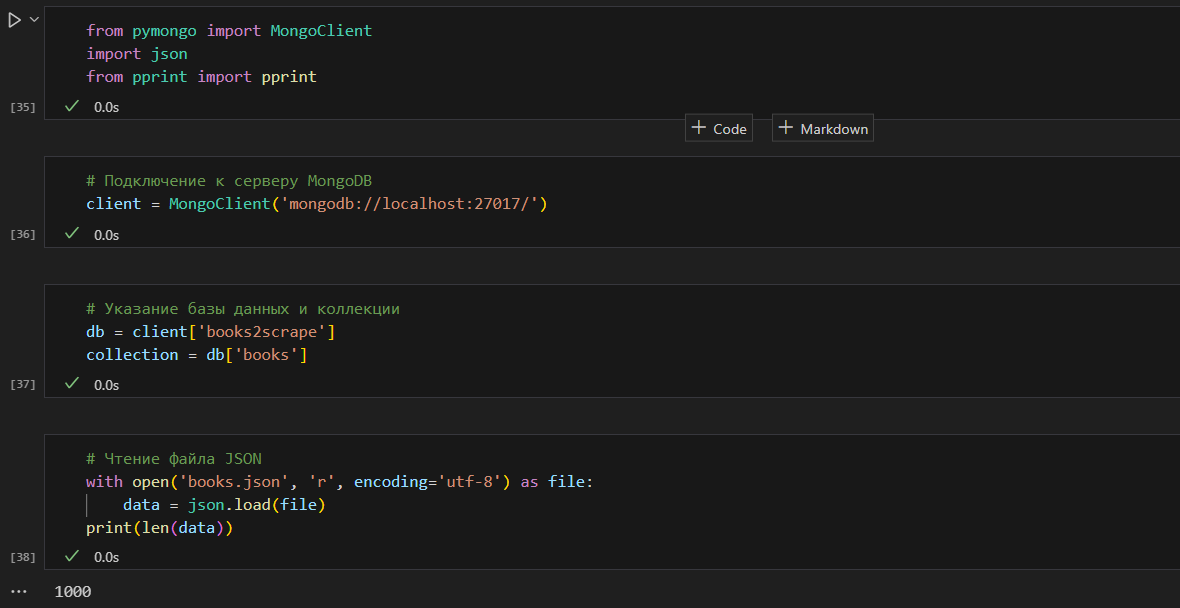 from pymongo import MongoClient
import json
from pprint import pprint
[35]
0.0s
+ Code
+ Markdown
# Подключение к серверу MongoDB
client = MongoClient('mongodb://localhost:27017/')
[36]
0.0s
# Указание базы данных и коллекции
db = client['books2scrape']
collection = db['books']
[37]
0.0s
# Чтение файла JSON
with open('books.json', 'r', encoding='utf-8') as file:
    data = json.load(file)
print(len(data))
[38]
0.0s
... 1000